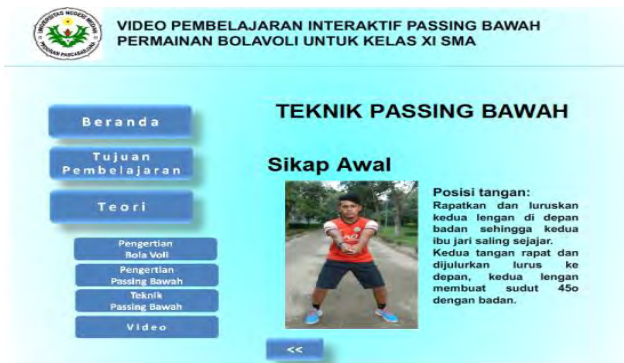 VIDEO PEMBELAJARAN INTERAKTIF PASSING BAWAH
PERMAINAN BOLAVOLI UNTUK KELAS XI SMA
TEKNIK PASSING BAWAH
Beranda
Tujuan
Pembelajaran
Teori
Pengertian
Bola Voli
Pengertian
Passing Bawah
Teknik
Passing Bawah
Video
Sikap Awal
Posisi tangan:
Rapatkan dan luruskan
kedua lengan di depan
badan sehingga kedua
ibu jari saling sejajar.
Kedua tangan rapat dan
dijulurkan lurus ke
depan, kedua lengan
membuat sudut 45o
dengan badan.
<<